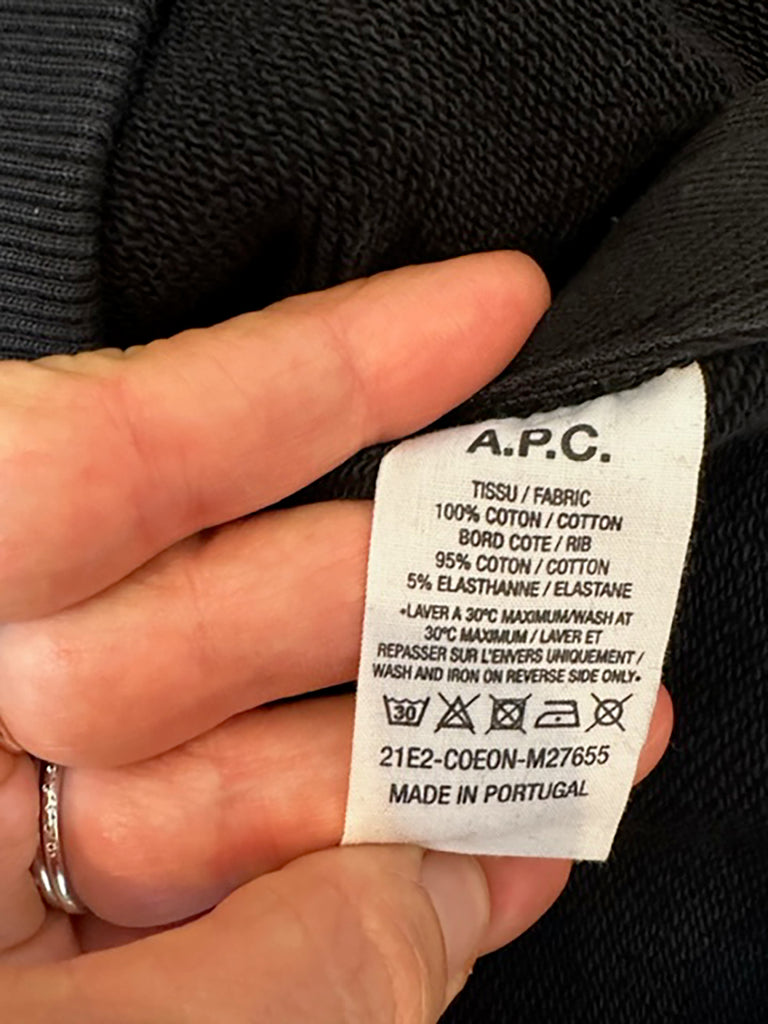 A.P.C.
TISSU / FABRIC
100% COTON / COTTON
BORD COTE / RIB
95% COTON / COTTON
5% ELASTHANNE / ELASTANE
•LAVER A 30°C MAXIMUM/WASH AT
30°C MAXIMUM / LAVER ET
REPASSER SUR L'ENVERS UNIQUEMENT /
WASH AND IRON ON REVERSE SIDE ONLY•
30
21E2-COEON-M27655
MADE IN PORTUGAL